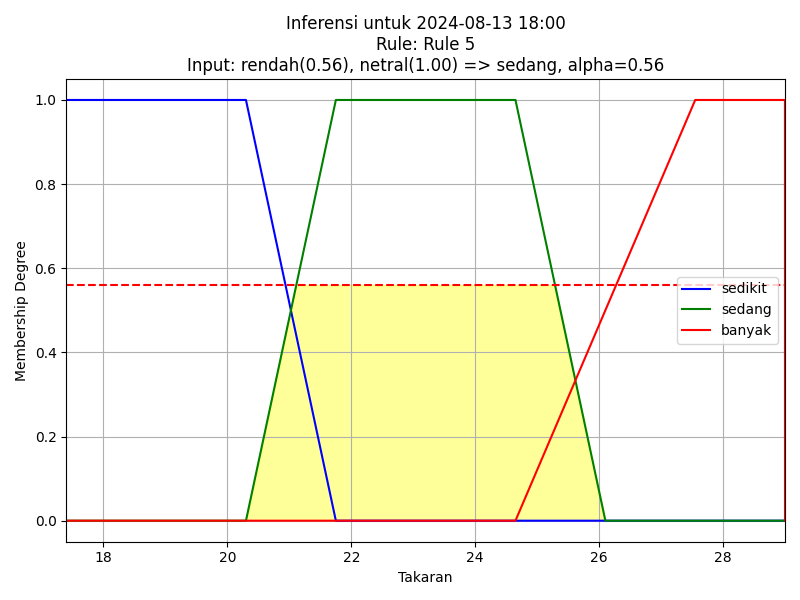 Inferensi untuk 2024-08-13 18:00
Rule: Rule 5
Input: rendah(0.56), netral(1.00) => sedang, alpha=0.56
1.0
0.8
0.6
0.4
0.2
0.0
Membership Degree
sedikit
sedang
banyak
18 20 22 24 26 28
Takaran